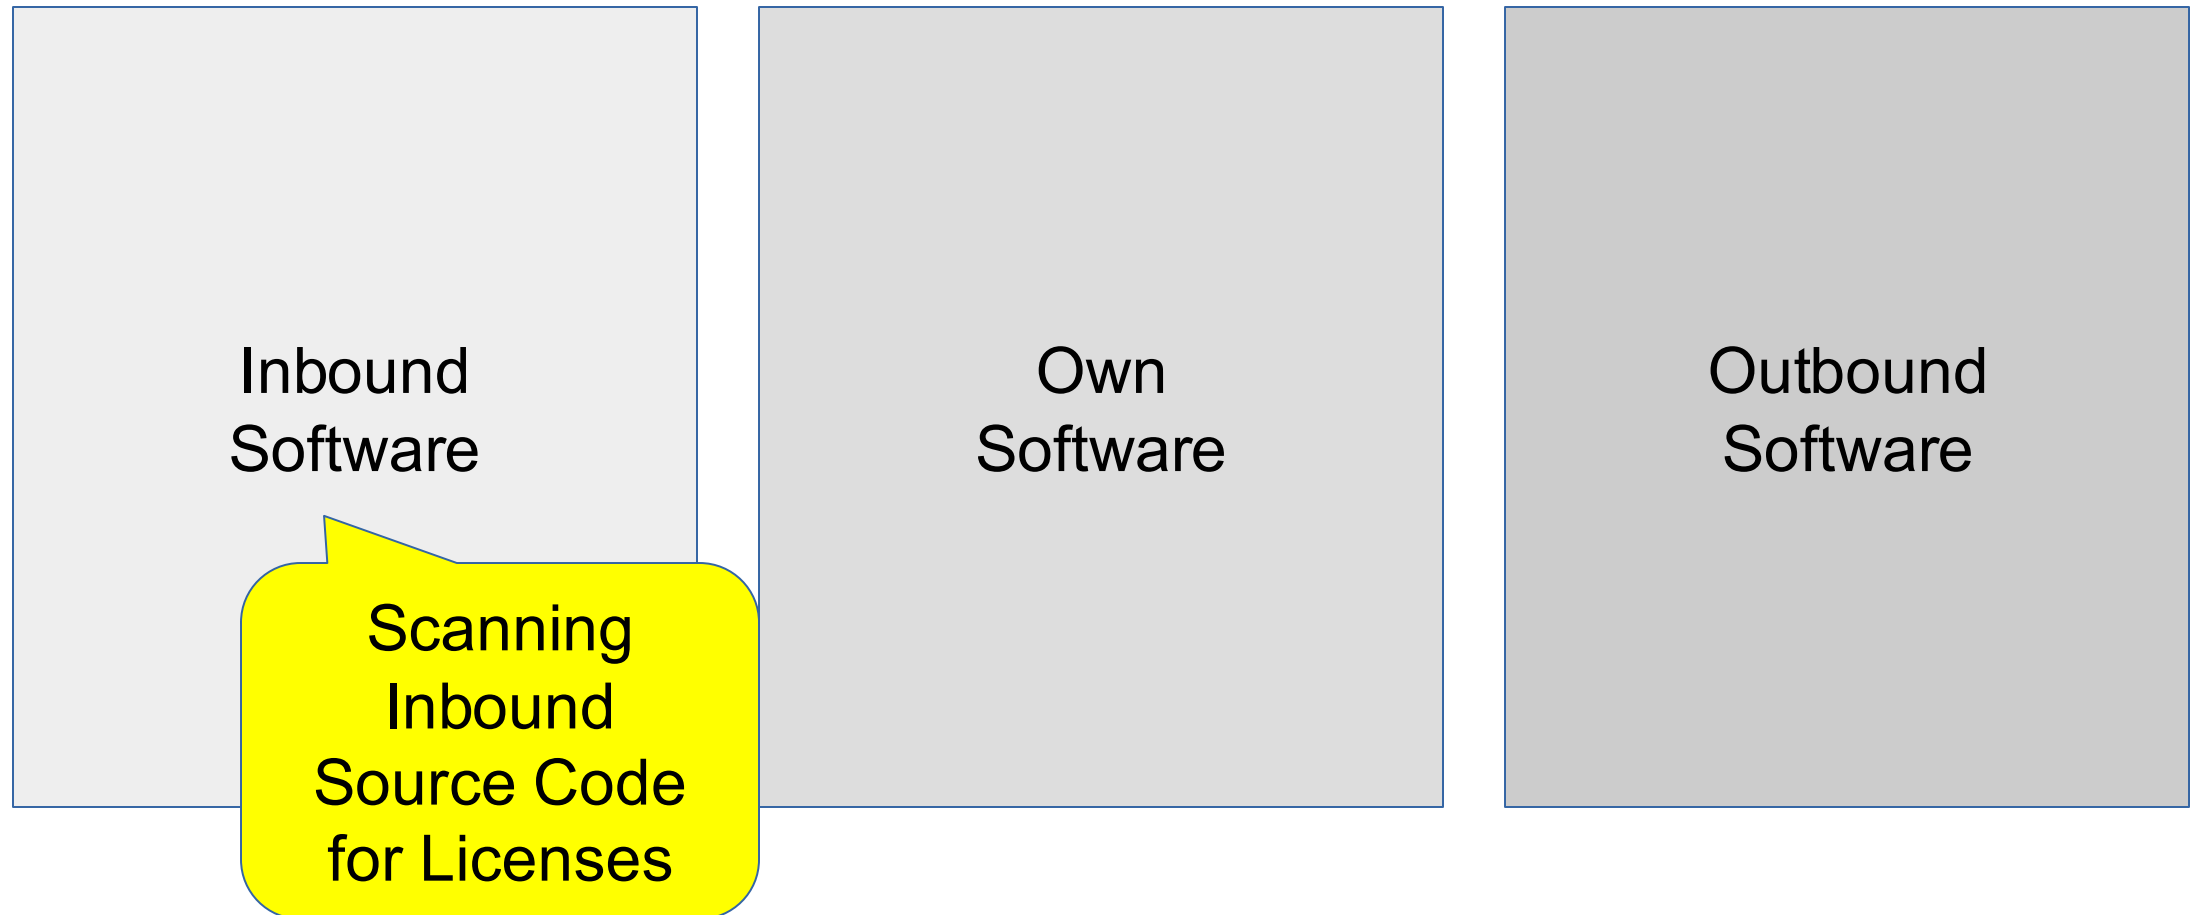 Inbound
Software
Own
Software
Outbound
Software
Scanning
Inbound
Source Code
for Licenses